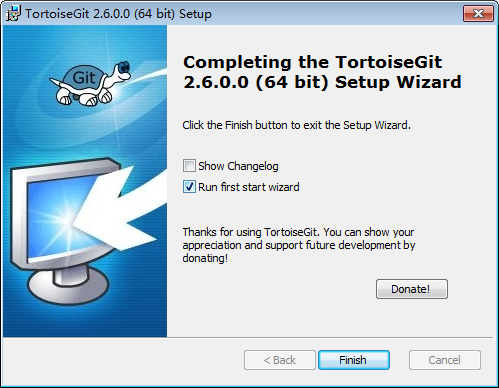 TortoiseGit 2.6.0.0 (64 bit) Setup
Git
Completing the TortoiseGit
2.6.0.0 (64 bit) Setup Wizard
Click the Finish button to exit the Setup Wizard.
Show Changelog
Run first start wizard
Thanks for using TortoiseGit. You can show your
appreciation and support future development by
donating!
Donate!
< Back
Finish
Cancel